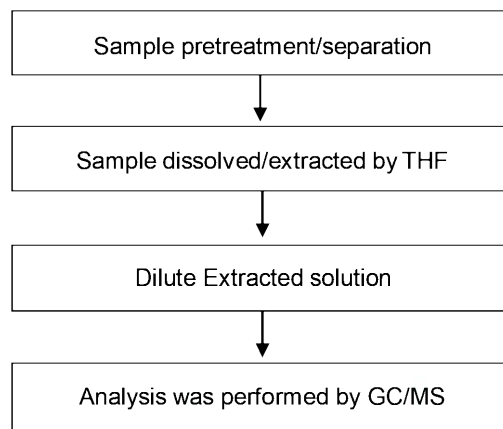 Sample pretreatment/separation
Sample dissolved/extracted by THF
Dilute Extracted solution
Analysis was performed by GC/MS